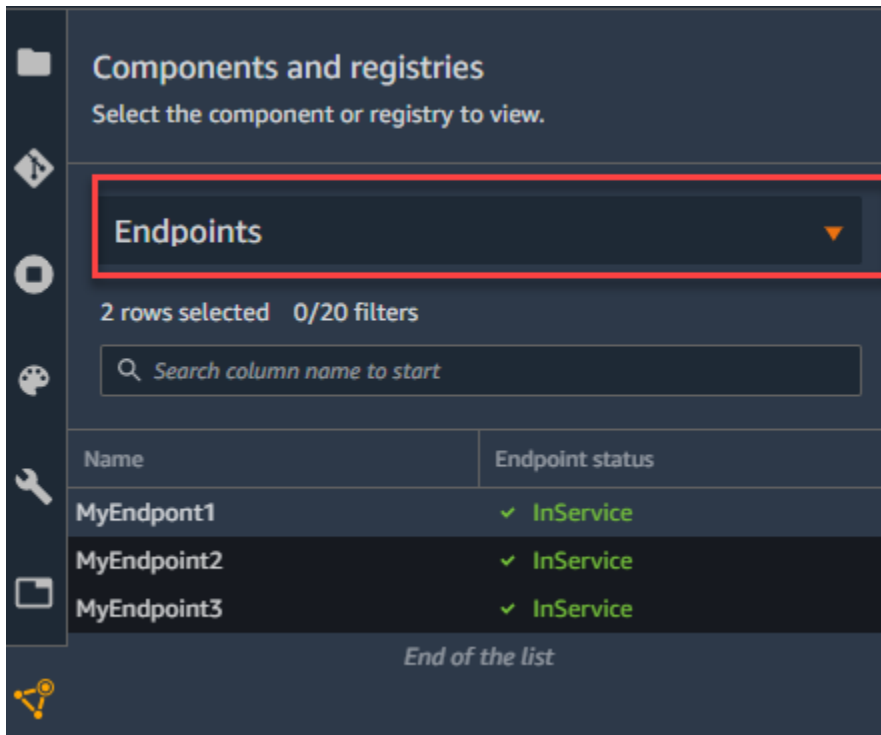 Components and registries
Select the component or registry to view.
Endpoints
2 rows selected 0/20 filters
Search column name to start
Name Endpoint status
MyEndpont1 InService
MyEndpoint2 InService
MyEndpoint3 InService
End of the list